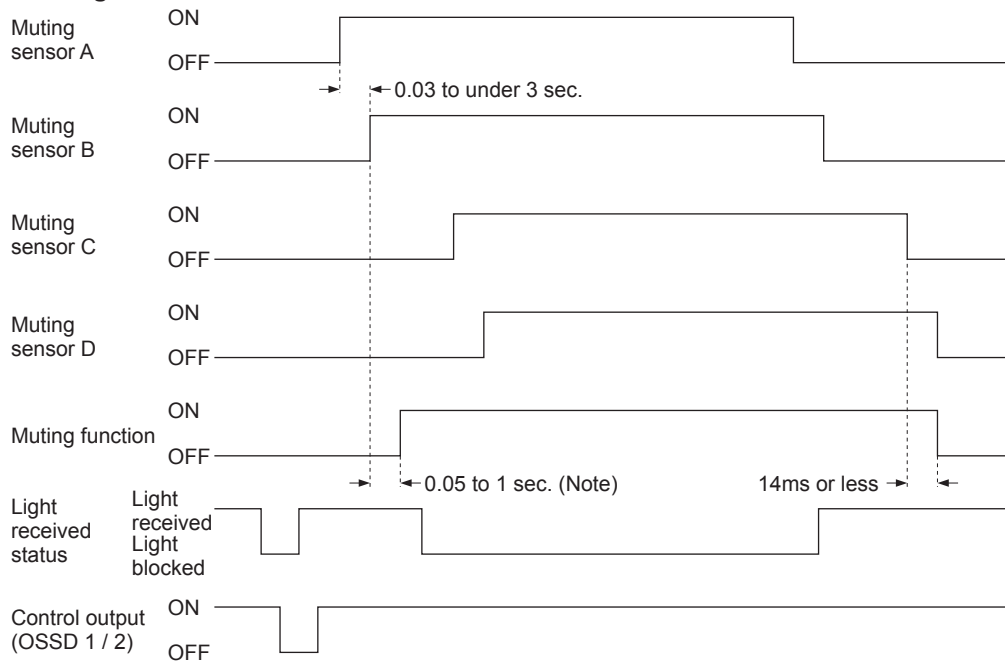 Muting
sensor A
ON
OFF
0.03 to under 3 sec.
Muting
sensor B
ON
OFF
Muting
sensor C
ON
OFF
Muting
sensor D
ON
OFF
Muting function
ON
OFF
0.05 to 1 sec. (Note)
14ms or less
Light
received
status
Light
received
Light
blocked
Control output
(OSSD 1 / 2)
ON
OFF